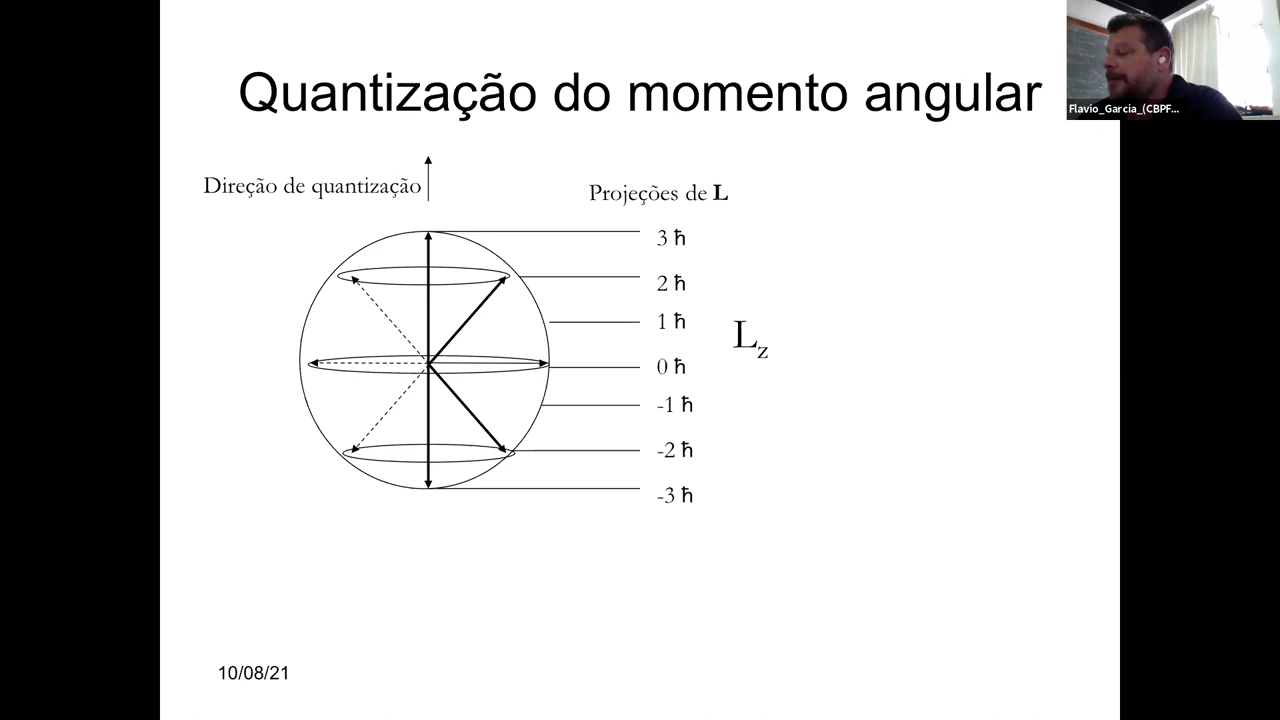 Quantização do momento angular
Flavio_Garcia_(CBPF...
Direção de quantização
Projeções de L
3 ħ
2 ħ
1 ħ
L_z
0 ħ
-1 ħ
-2 ħ
-3 ħ
10/08/21